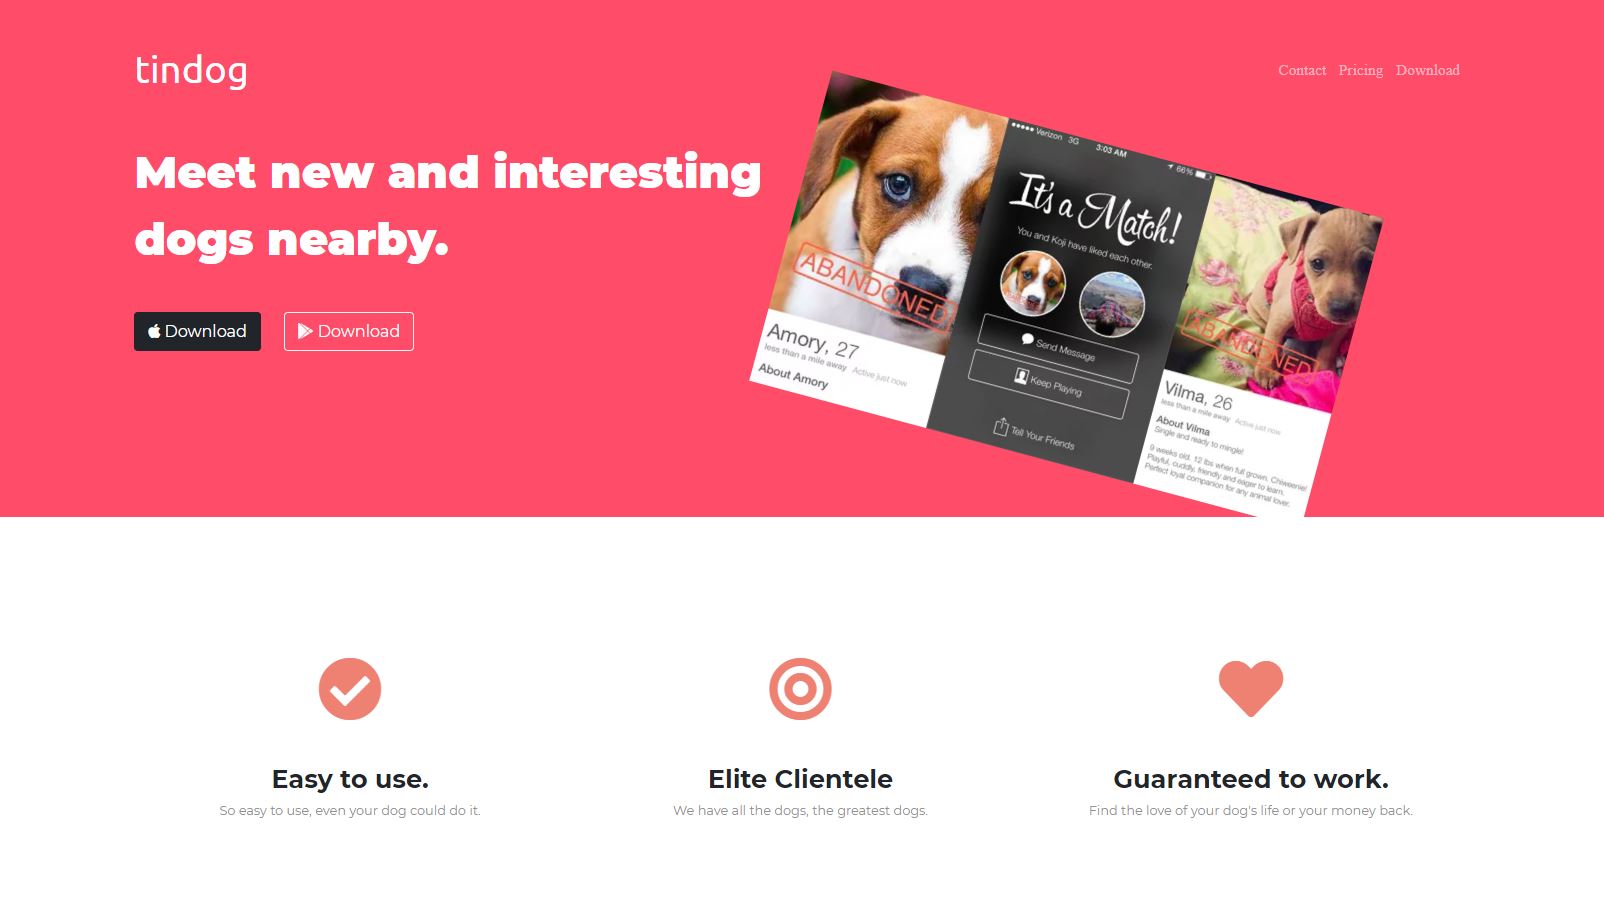 tindog
Contact Pricing Download
Meet new and interesting
dogs nearby.
Download
Download
ABANDONED
Amory, 27
less than a mile away Active just now
About Amory
Verizon 3G 3:03 AM 66%
It's a Match!
You and Koji have liked each other.
Send Message
Keep Playing
Tell Your Friends
ABANDONED
Vilma, 26
less than a mile away Active just now
About Vilma
Single and ready to mingle!
9 weeks old. 12 lbs when full grown. Chiweenie!
Playful, cuddly, friendly and eager to learn.
Perfect loyal companion for any animal lover.
Easy to use.
So easy to use, even your dog could do it.
Elite Clientele
We have all the dogs, the greatest dogs.
Guaranteed to work.
Find the love of your dog's life or your money back.